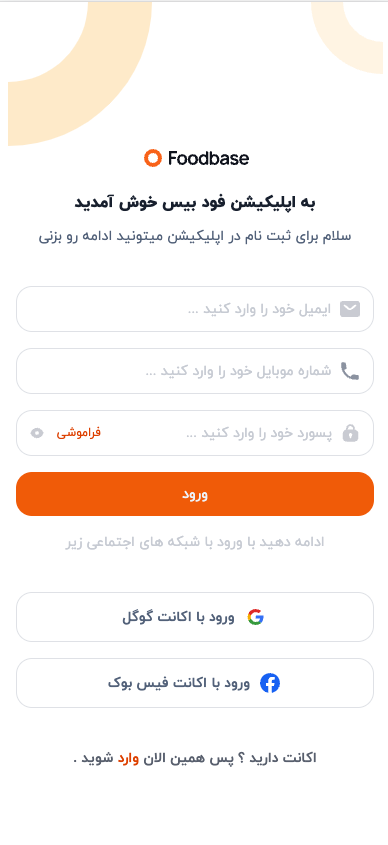 Foodbase
به اپلیکیشن فود بیس خوش آمدید
سلام برای ثبت نام در اپلیکیشن میتونید ادامه رو بزنی
ایمیل خود را وارد کنید ...
شماره موبایل خود را وارد کنید ...
پسورد خود را وارد کنید ... فراموشی
ورود
ادامه دهید با ورود با شبکه های اجتماعی زیر
ورود با اکانت گوگل
ورود با اکانت فیس بوک
اکانت دارید ؟ پس همین الان وارد شوید .